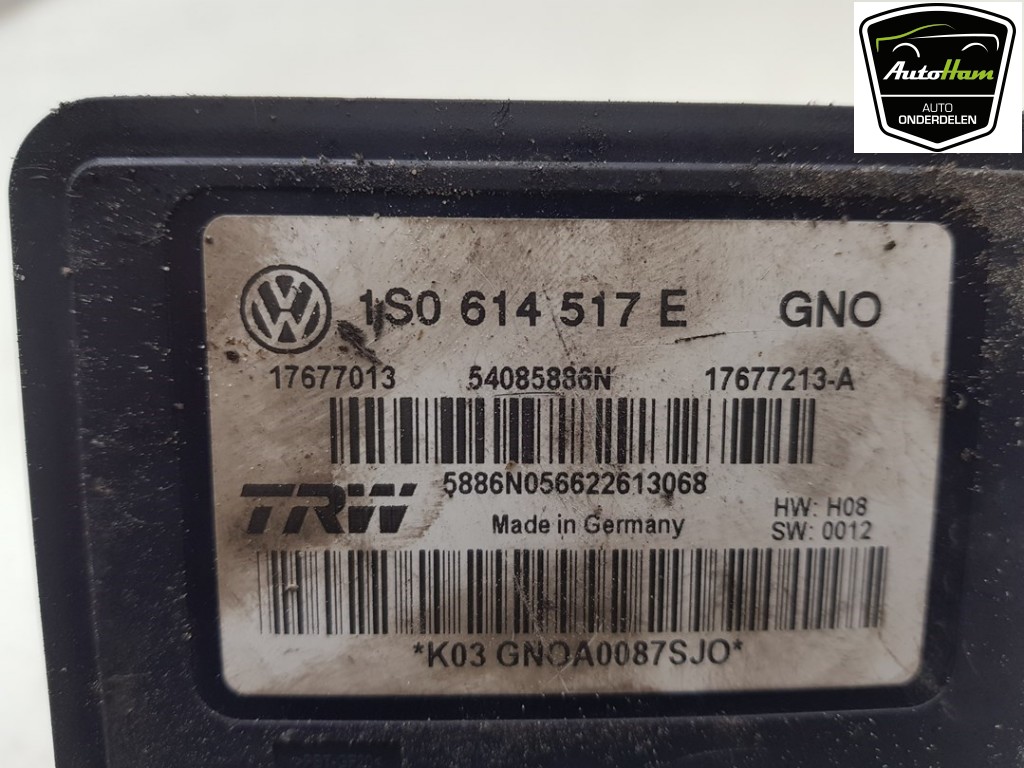 AutoHam
AUTO
ONDERDELEN
1S0 614 517 E GNO
17677013 54085886N 17677213-A
5886N056622613068
TRW
Made in Germany
HW: H08
SW: 0012
*K03 GNOA0087SJO*